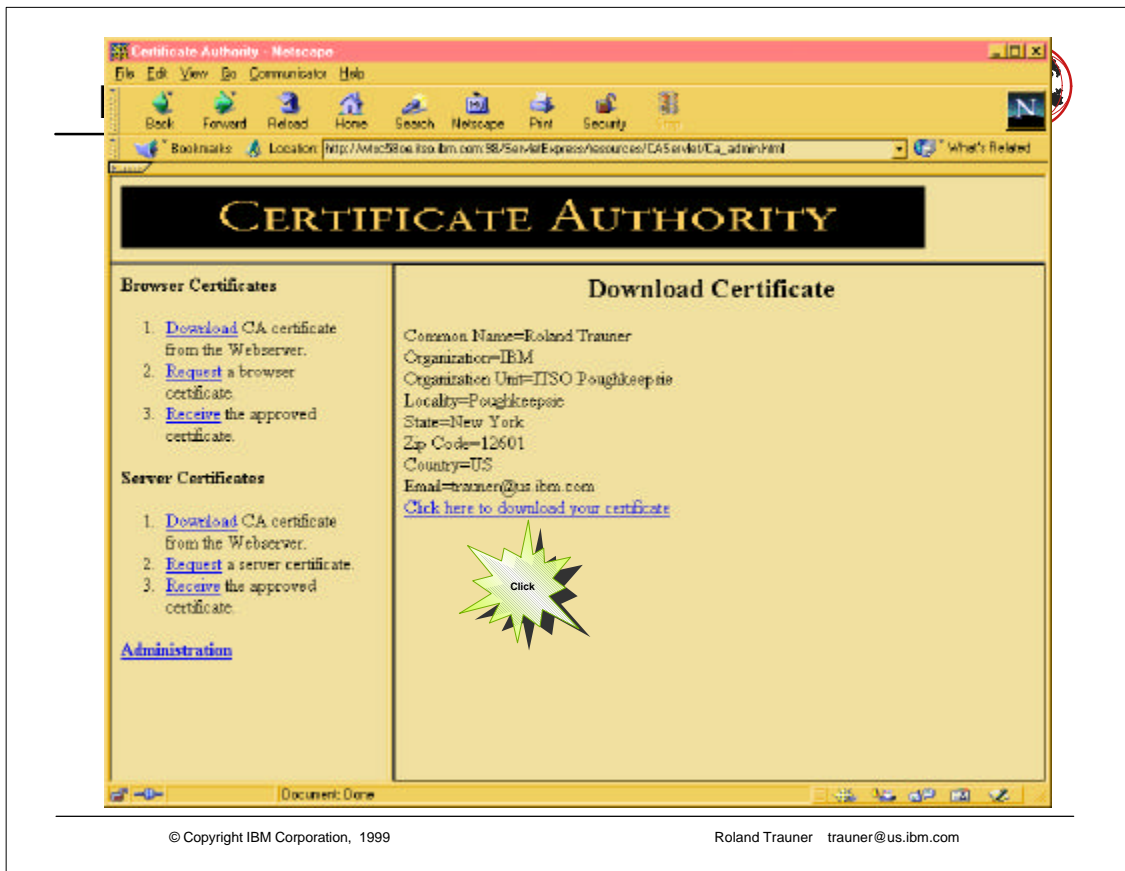 Certificate Authority - Netscape
File Edit View Go Communicator Help
Back Forward Reload Home Search Netscape Print Security Stop
Bookmarks Location: http://wtsc58oe.itso.ibm.com:98/ServletExpress/resources/CAServlet/Ca_admin.html What's Related
N
CERTIFICATE AUTHORITY
Browser Certificates
1. Download CA certificate
from the Webserver.
2. Request a browser
certificate.
3. Receive the approved
certificate.
Server Certificates
1. Download CA certificate
from the Webserver.
2. Request a server certificate.
3. Receive the approved
certificate.
Administration
Download Certificate
Common Name=Roland Trauner
Organization=IBM
Organization Unit=ITSO Poughkeepsie
Locality=Poughkeepsie
State=New York
Zip Code=12601
Country=US
Email=trauner@us.ibm.com
Click here to download your certificate
Click
Document: Done
© Copyright IBM Corporation, 1999
Roland Trauner trauner@us.ibm.com